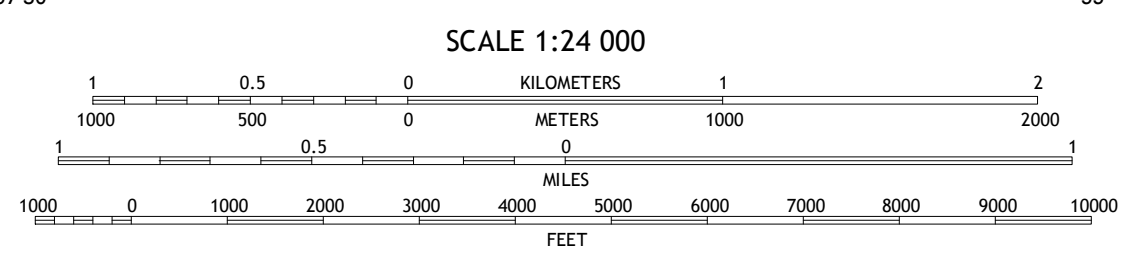 SCALE 1:24 000
1 0.5 0 KILOMETERS 1 2
1000 500 0 METERS 1000 2000
1 0.5 0 1
MILES
1000 0 1000 2000 3000 4000 5000 6000 7000 8000 9000 10000
FEET